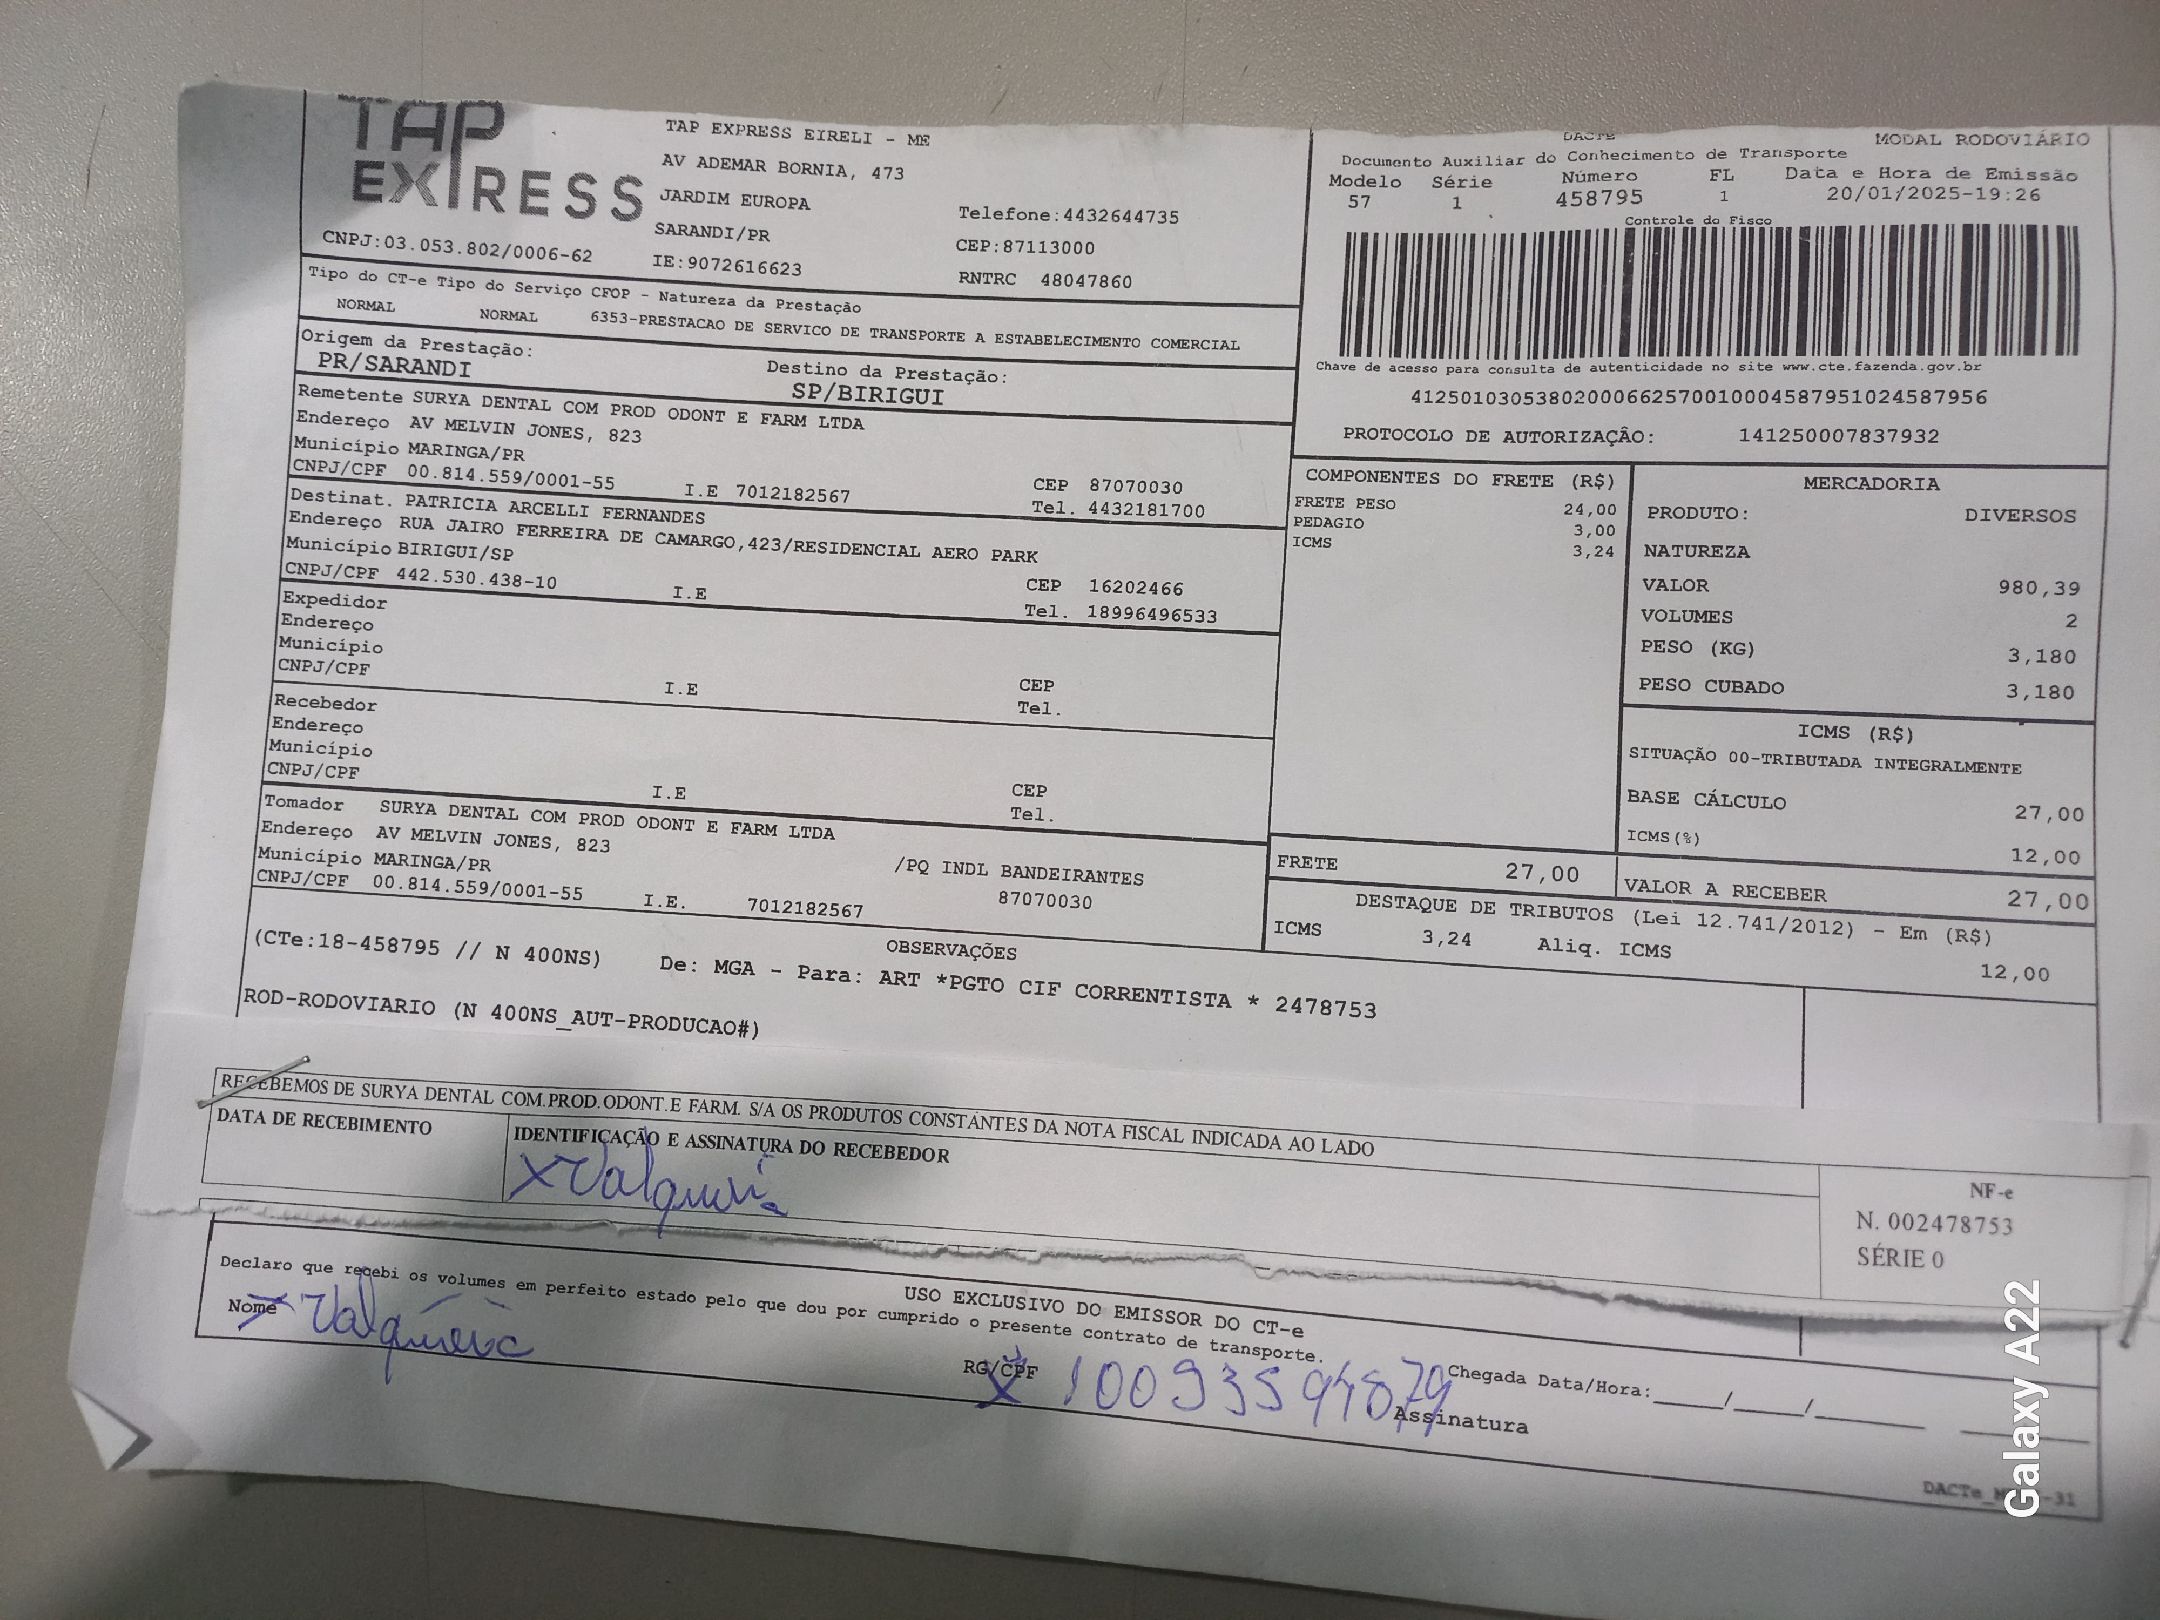 TAP EXPRESS
TAP EXPRESS EIRELI - ME
AV ADEMAR BORNIA, 473
JARDIM EUROPA
SARANDI/PR
IE:9072616623
Telefone:4432644735
CEP:87113000
RNTRC 48047860
CNPJ:03.053.802/0006-62
DACTE MODAL RODOVIÁRIO
Documento Auxiliar do Conhecimento de Transporte
Modelo Série Número FL Data e Hora de Emissão
57 1 458795 1 20/01/2025-19:26
Controle do Fisco
Chave de acesso para consulta de autenticidade no site www.cte.fazenda.gov.br
41250103053802000662570010004587951024587956
PROTOCOLO DE AUTORIZAÇÃO: 141250007837932
Tipo do CT-e Tipo do Serviço CFOP - Natureza da Prestação
NORMAL NORMAL 6353-PRESTACAO DE SERVICO DE TRANSPORTE A ESTABELECIMENTO COMERCIAL
Origem da Prestação: Destino da Prestação:
PR/SARANDI SP/BIRIGUI
Remetente SURYA DENTAL COM PROD ODONT E FARM LTDA
Endereço AV MELVIN JONES, 823
Município MARINGA/PR CEP 87070030
CNPJ/CPF 00.814.559/0001-55 I.E 7012182567 Tel. 4432181700
Destinat. PATRICIA ARCELLI FERNANDES
Endereço RUA JAIRO FERREIRA DE CAMARGO,423/RESIDENCIAL AERO PARK
Município BIRIGUI/SP CEP 16202466
CNPJ/CPF 442.530.438-10 I.E Tel. 18996496533
Expedidor
Endereço
Município CEP
CNPJ/CPF I.E Tel.
Recebedor
Endereço
Município CEP
CNPJ/CPF I.E Tel.
Tomador SURYA DENTAL COM PROD ODONT E FARM LTDA
Endereço AV MELVIN JONES, 823 /PQ INDL BANDEIRANTES
Município MARINGA/PR 87070030
CNPJ/CPF 00.814.559/0001-55 I.E. 7012182567
COMPONENTES DO FRETE (R$)
FRETE PESO 24,00
PEDAGIO 3,00
ICMS 3,24
MERCADORIA
PRODUTO: DIVERSOS
NATUREZA
VALOR 980,39
VOLUMES 2
PESO (KG) 3,180
PESO CUBADO 3,180
ICMS (R$)
SITUAÇÃO 00-TRIBUTADA INTEGRALMENTE
BASE CÁLCULO 27,00
ICMS(%) 12,00
FRETE 27,00 VALOR A RECEBER 27,00
DESTAQUE DE TRIBUTOS (Lei 12.741/2012) - Em (R$)
ICMS 3,24 Aliq. ICMS 12,00
OBSERVAÇÕES
(CTe:18-458795 // N 400NS) De: MGA - Para: ART *PGTO CIF CORRENTISTA * 2478753
ROD-RODOVIARIO (N 400NS_AUT-PRODUCAO#)
RECEBEMOS DE SURYA DENTAL COM.PROD.ODONT.E FARM. S/A OS PRODUTOS CONSTANTES DA NOTA FISCAL INDICADA AO LADO
DATA DE RECEBIMENTO IDENTIFICAÇÃO E ASSINATURA DO RECEBEDOR
x Valquiria
NF-e
N. 002478753
SÉRIE 0
USO EXCLUSIVO DO EMISSOR DO CT-e
Declaro que recebi os volumes em perfeito estado pelo que dou por cumprido o presente contrato de transporte.
Nome x Valquiria RG/CPF x 10093594879 Chegada Data/Hora:____/____/______
Assinatura
Galaxy A22